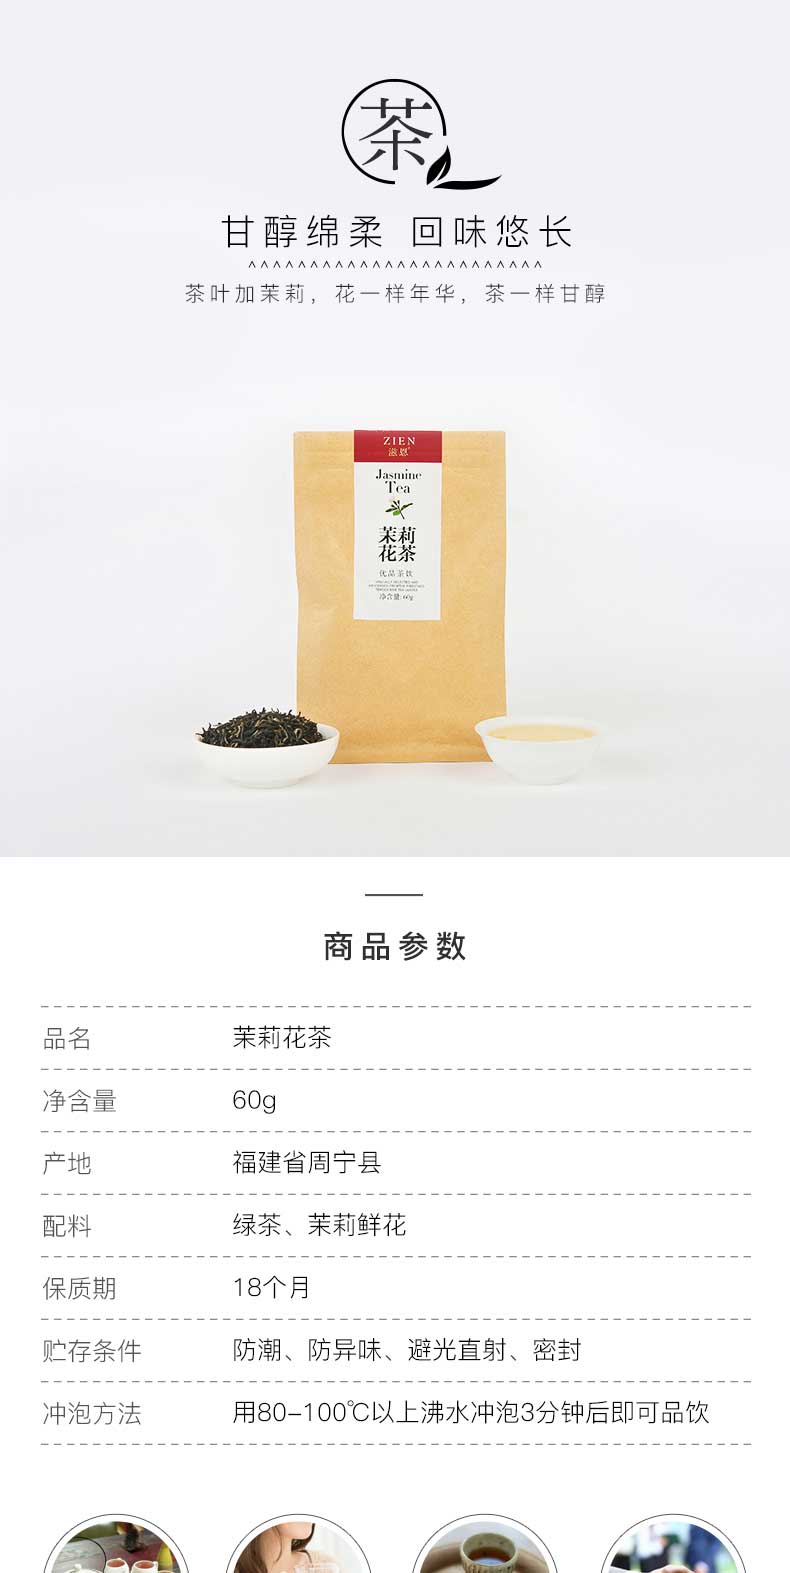 茶
甘醇绵柔 回味悠长
^^^^^^^^^^^^^^^^^^^^^^^^
茶叶加茉莉，花一样年华，茶一样甘醇
ZIEN
滋恩
Jasmine
Tea
茉莉
花茶
优品茶饮
净含量: 60g
商品参数
品名 茉莉花茶
净含量 60g
产地 福建省周宁县
配料 绿茶、茉莉鲜花
保质期 18个月
贮存条件 防潮、防异味、避光直射、密封
冲泡方法 用80-100℃以上沸水冲泡3分钟后即可品饮